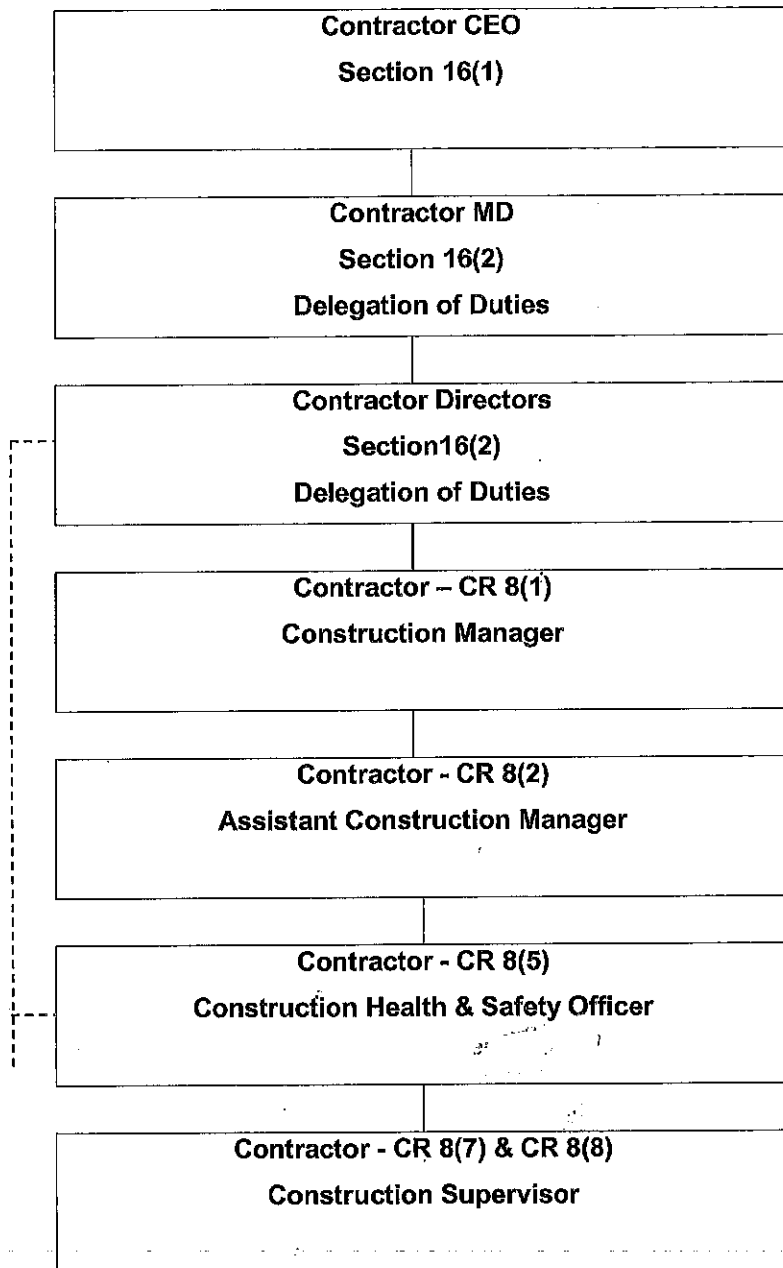 Contractor CEO
Section 16(1)
Contractor MD
Section 16(2)
Delegation of Duties
Contractor Directors
Section16(2)
Delegation of Duties
Contractor – CR 8(1)
Construction Manager
Contractor - CR 8(2)
Assistant Construction Manager
Contractor - CR 8(5)
Construction Health & Safety Officer
Contractor - CR 8(7) & CR 8(8)
Construction Supervisor